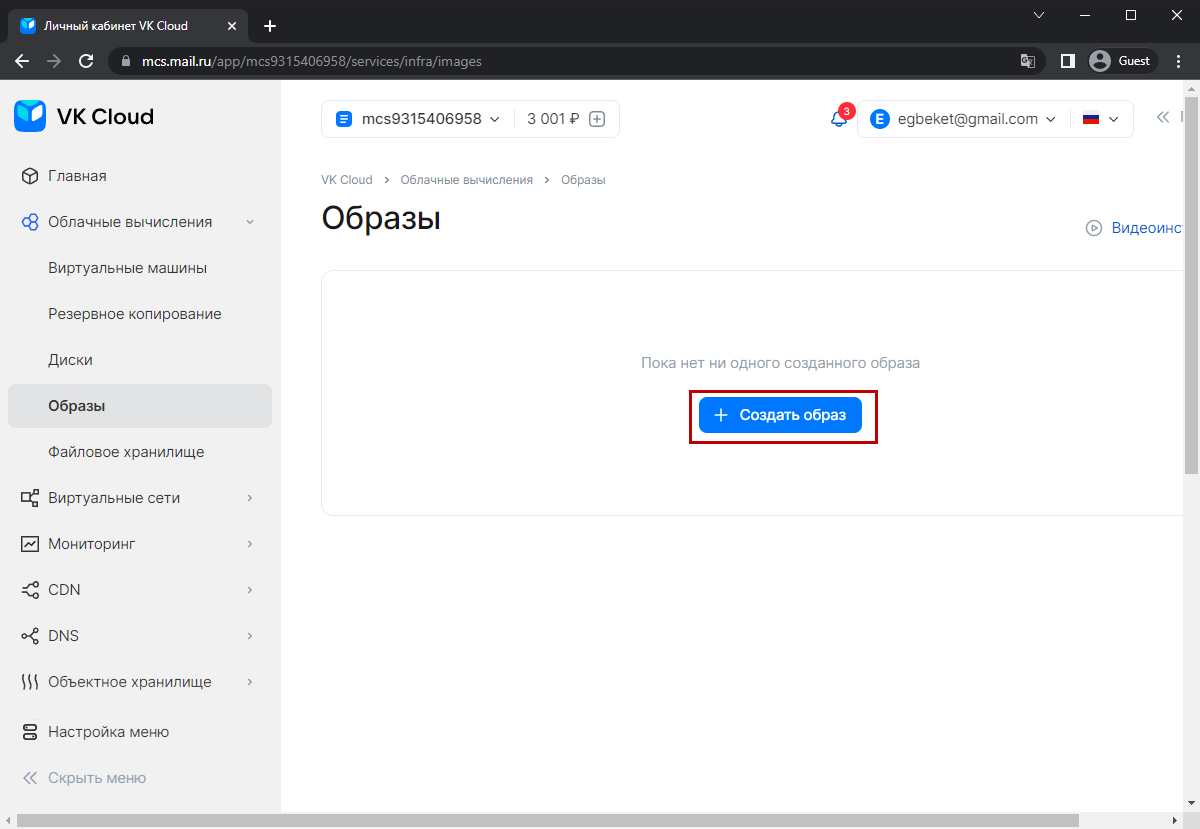 Личный кабинет VK Cloud
mcs.mail.ru/app/mcs9315406958/services/infra/images
Guest
VK Cloud
mcs9315406958
3 001 ₽
3
E
egbeket@gmail.com
Главная
Облачные вычисления
Виртуальные машины
Резервное копирование
Диски
Образы
Файловое хранилище
Виртуальные сети
Мониторинг
CDN
DNS
Объектное хранилище
Настройка меню
Скрыть меню
VK Cloud > Облачные вычисления > Образы
Образы
Видеоинс
Пока нет ни одного созданного образа
+ Создать образ